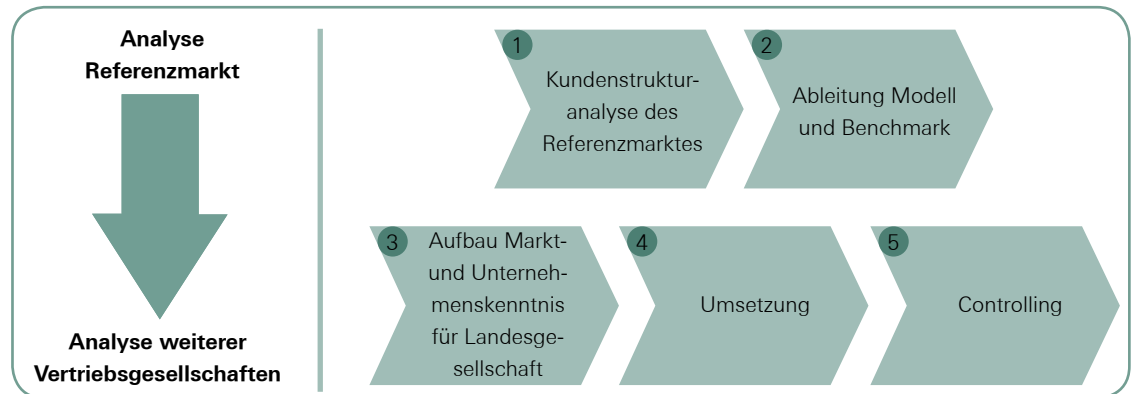 Analyse
Referenzmarkt
1
Kundenstruktur-
analyse des
Referenzmarktes
2
Ableitung Modell
und Benchmark
3
Aufbau Markt-
und Unterneh-
menskenntnis
für Landesge-
sellschaft
4
Umsetzung
5
Controlling
Analyse weiterer
Vertriebsgesellschaften